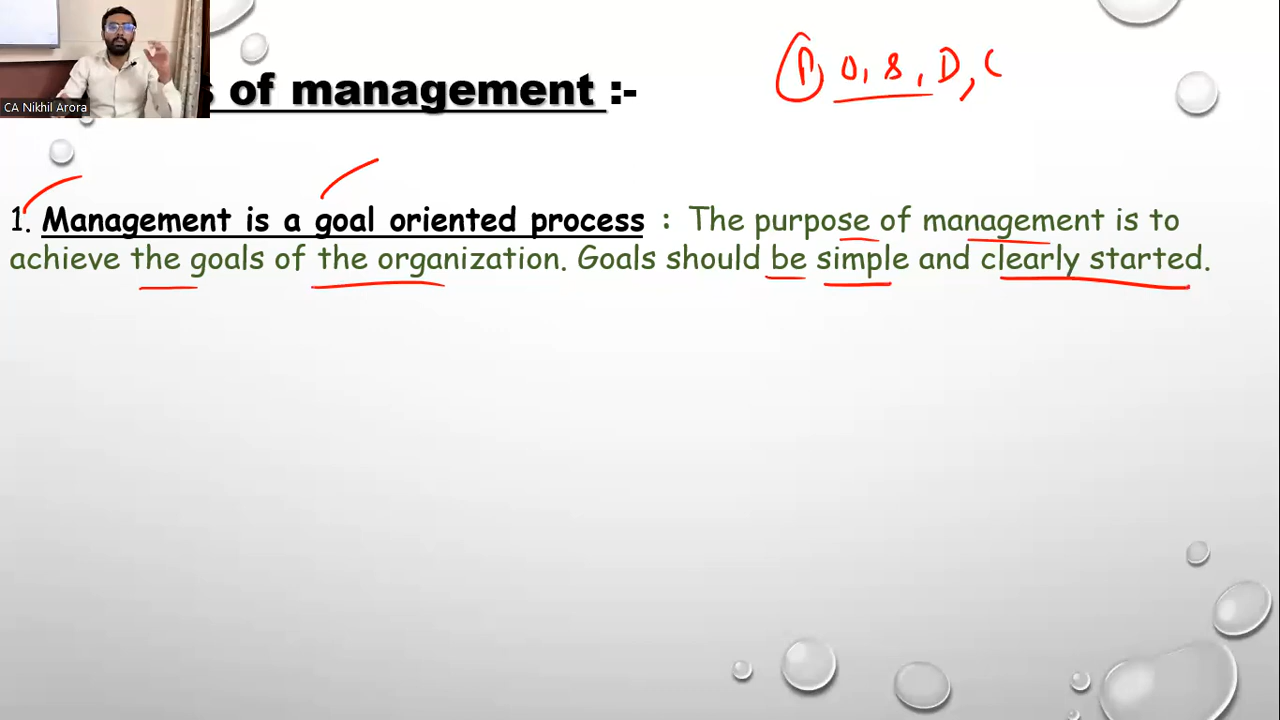 s of management :-
P, O, S, D, C
CA Nikhil Arora
1. Management is a goal oriented process : The purpose of management is to
achieve the goals of the organization. Goals should be simple and clearly started.